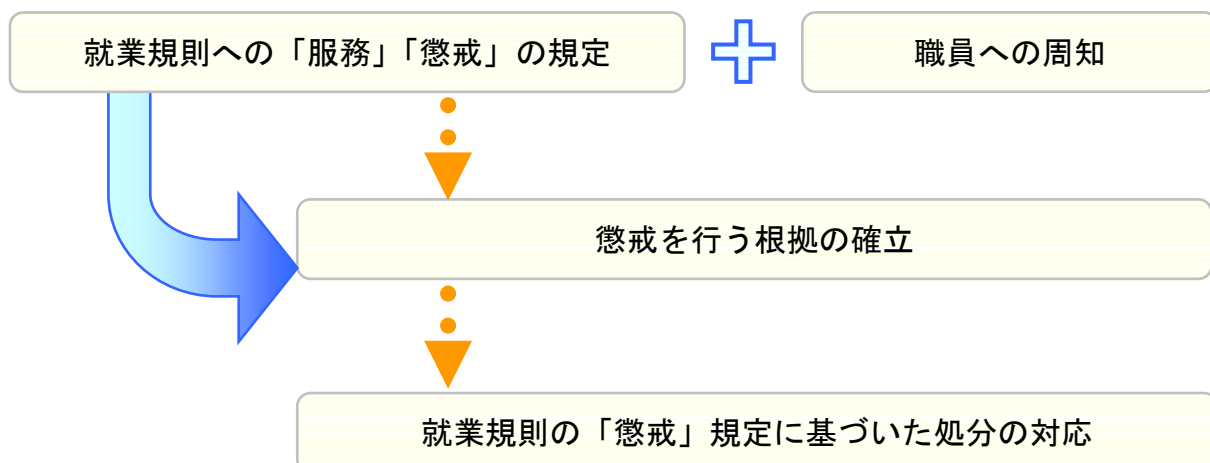 就業規則への「服務」「懲戒」の規定
職員への周知
懲戒を行う根拠の確立
就業規則の「懲戒」規定に基づいた処分の対応